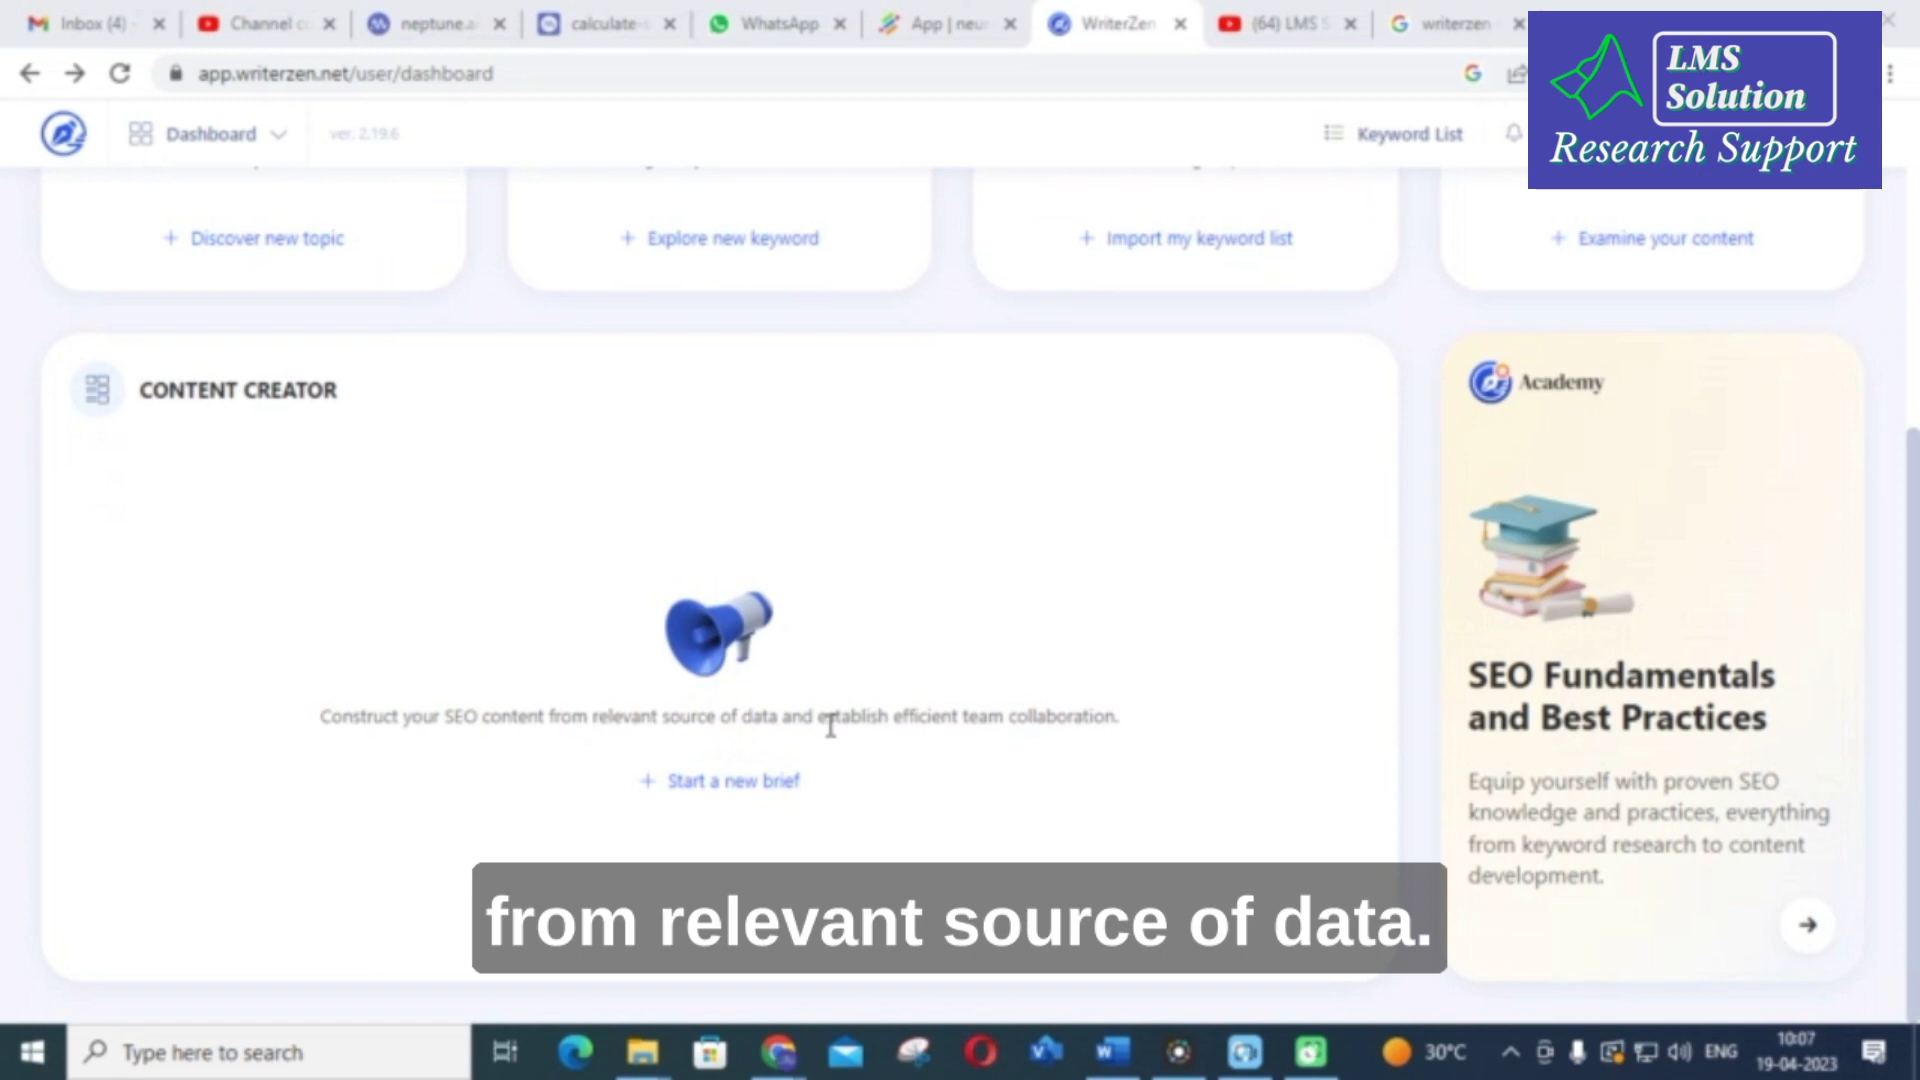 Inbox (4)
Channel c
neptune.a
calculate-
WhatsApp
App | neu
WriterZen
(64) LMS S
writerzen
app.writerzen.net/user/dashboard
LMS
Solution
Research Support
Dashboard
ver. 2.19.6
Keyword List
+ Discover new topic
+ Explore new keyword
+ Import my keyword list
+ Examine your content
CONTENT CREATOR
Academy
Construct your SEO content from relevant source of data and establish efficient team collaboration.
+ Start a new brief
SEO Fundamentals
and Best Practices
Equip yourself with proven SEO
knowledge and practices, everything
from keyword research to content
development.
from relevant source of data.
Type here to search
30°C
ENG
10:07
19-04-2023